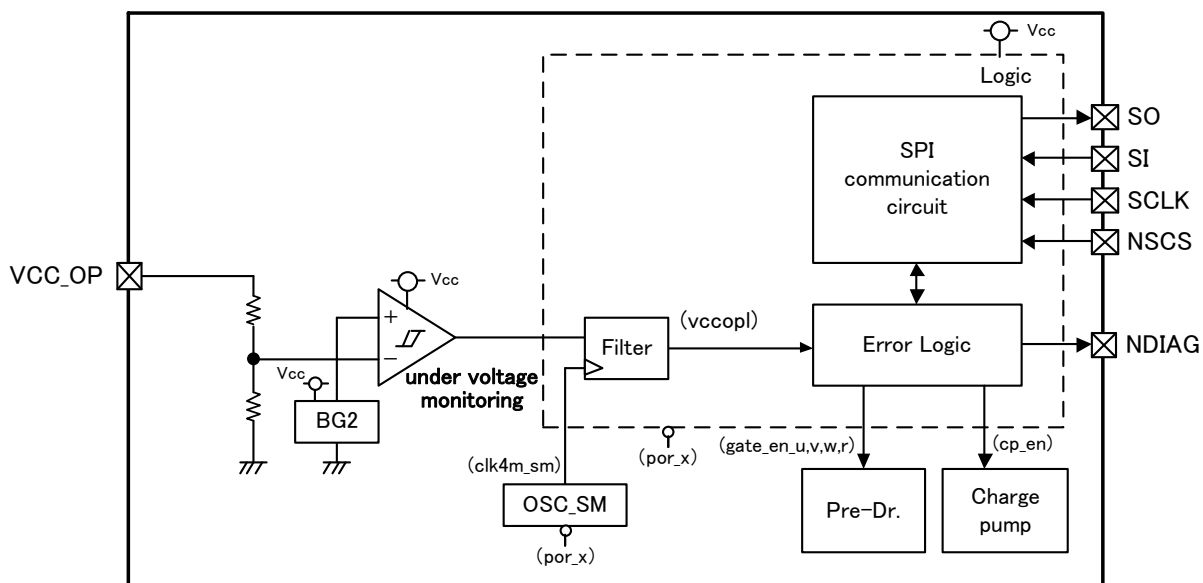 Vcc
Logic
SPI
communication
circuit
SO
SI
SCLK
NSCS
VCC_OP
Vcc
+
−
under voltage
monitoring
Vcc
BG2
Filter
(vccopl)
Error Logic
NDIAG
(clk4m_sm)
OSC_SM
(por_x)
(por_x)
(gate_en_u,v,w,r)
(cp_en)
Pre-Dr.
Charge
pump